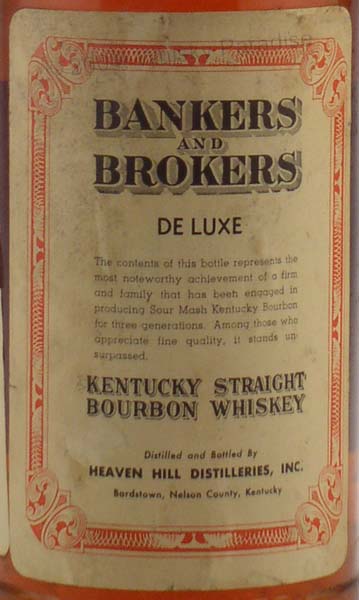 Paradise
BANKERS
AND
BROKERS
DE LUXE
The contents of this bottle represents the
most noteworthy achievement of a firm
and family that has been engaged in
producing Sour Mash Kentucky Bourbon
for three generations. Among those who
appreciate fine quality, it stands un-
surpassed.
KENTUCKY STRAIGHT
BOURBON WHISKEY
Distilled and Bottled By
HEAVEN HILL DISTILLERIES, INC.
Bardstown, Nelson County, Kentucky